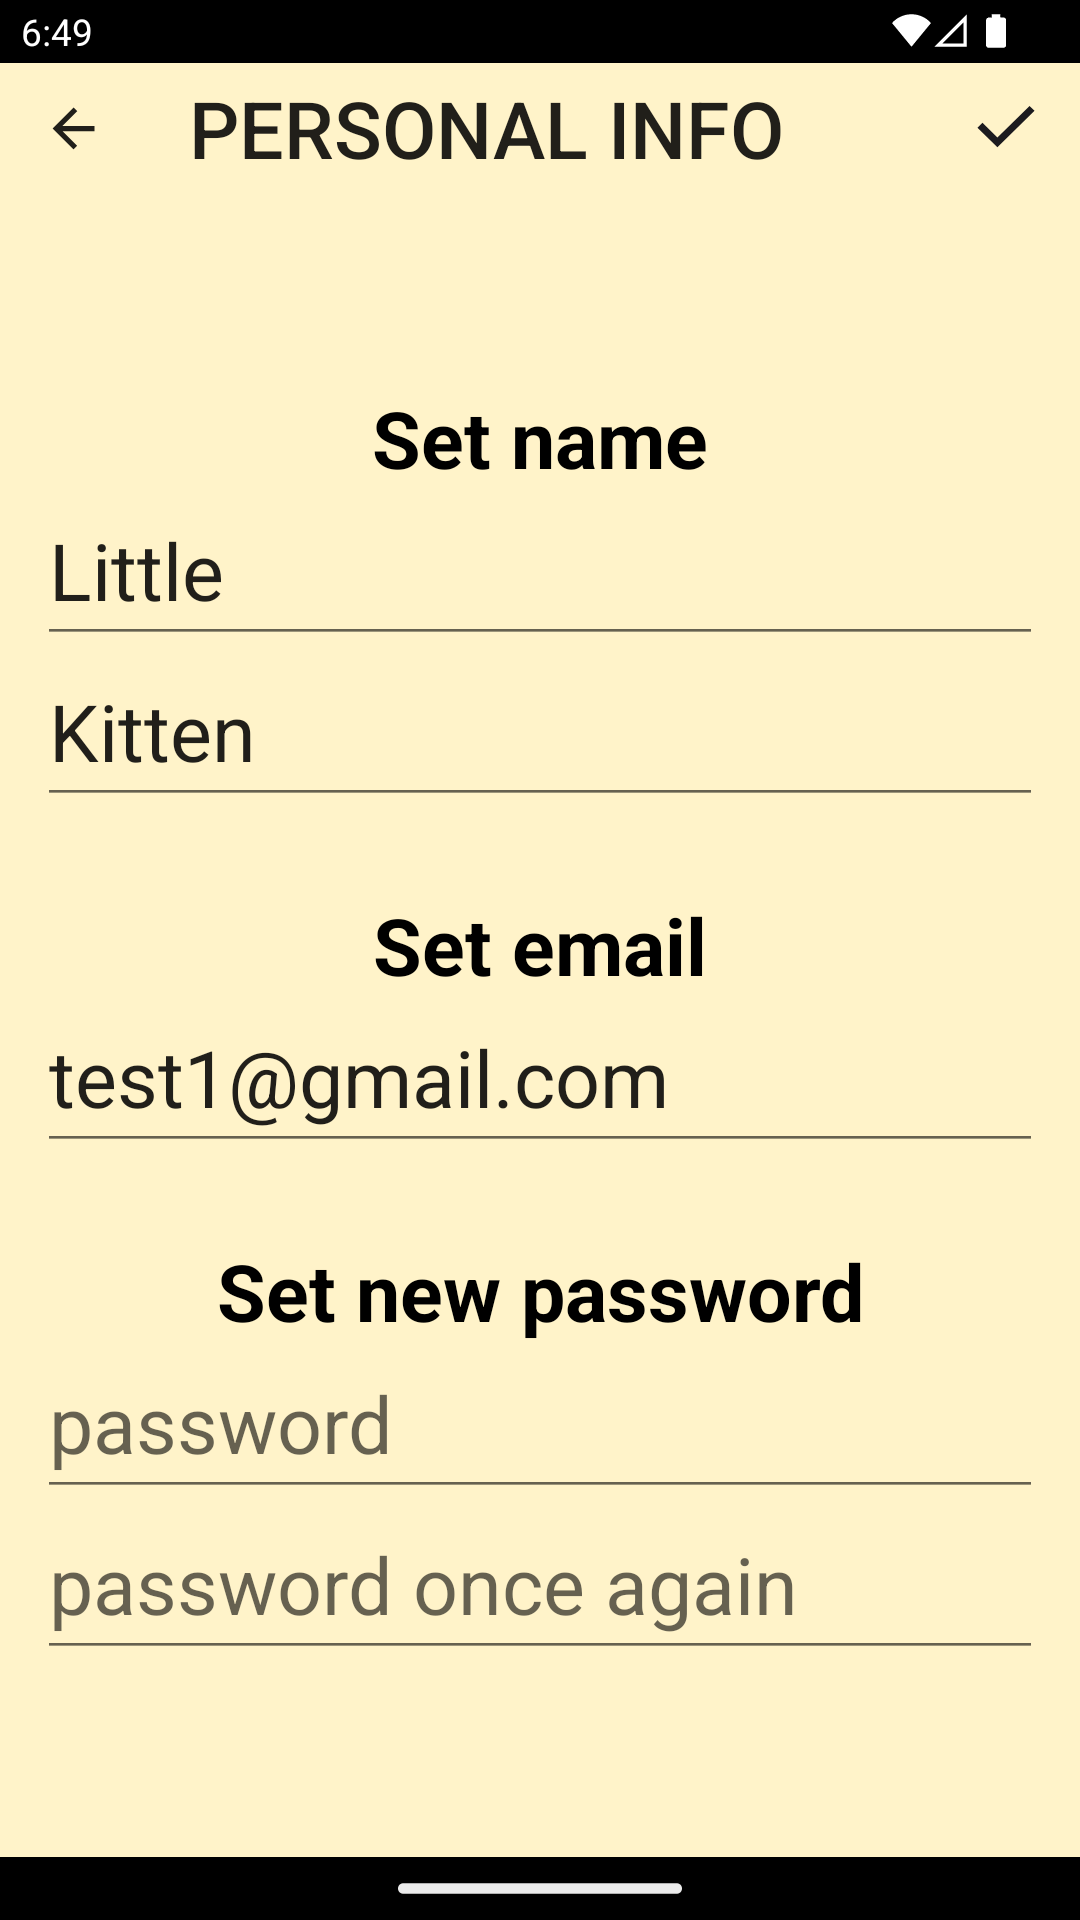 6:49
PERSONAL INFO
Set name
Little
Kitten
Set email
test1@gmail.com
Set new password
password
password once again